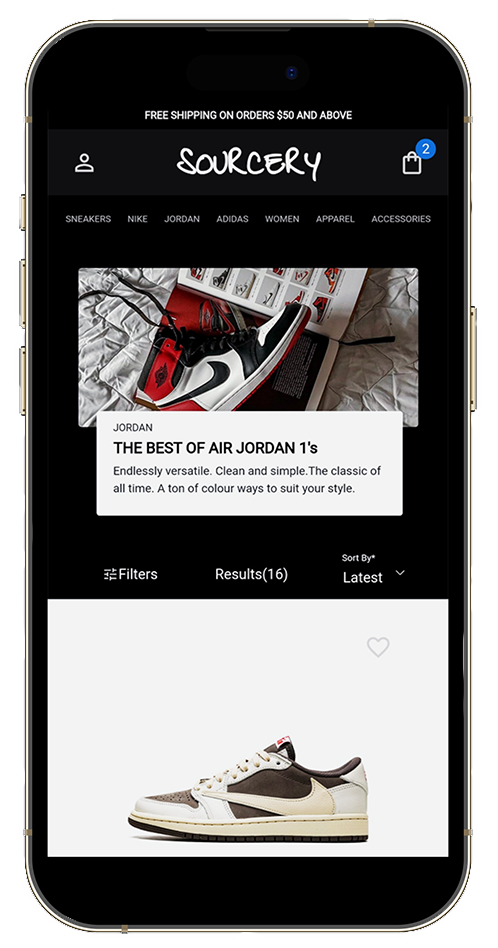 FREE SHIPPING ON ORDERS $50 AND ABOVE
SOURCERY
2
SNEAKERS NIKE JORDAN ADIDAS WOMEN APPAREL ACCESSORIES
JORDAN
THE BEST OF AIR JORDAN 1's
Endlessly versatile. Clean and simple.The classic of
all time. A ton of colour ways to suit your style.
Sort By*
Filters Results(16) Latest